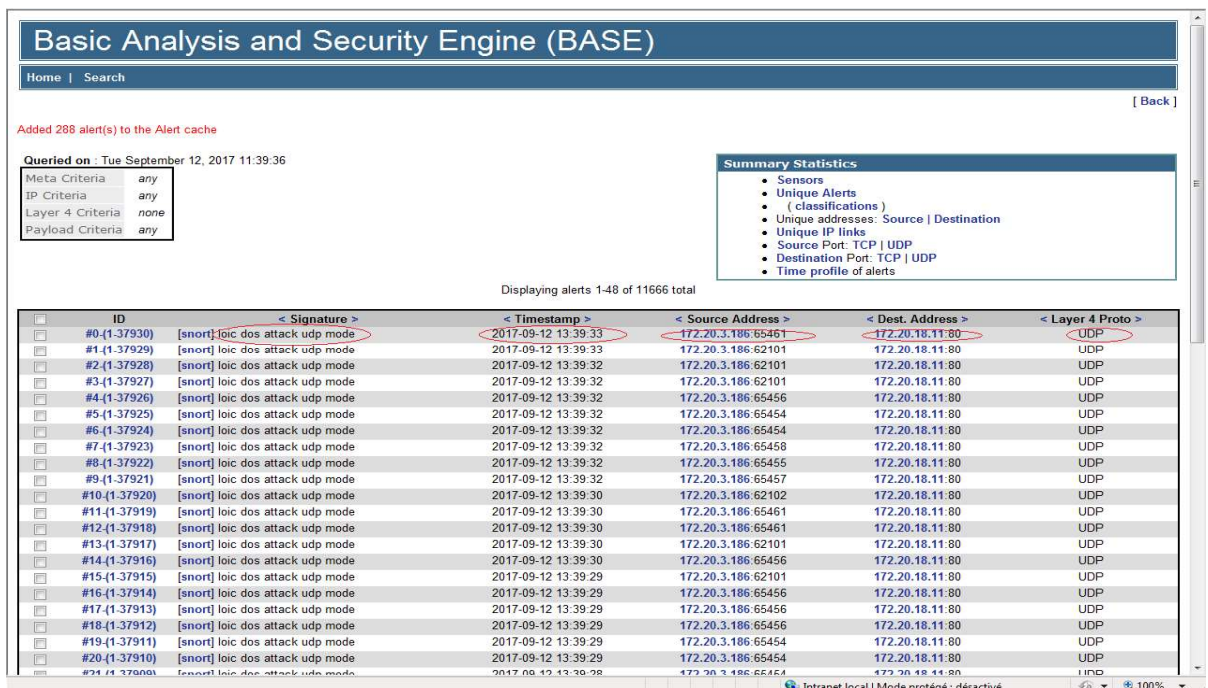 Basic Analysis and Security Engine (BASE)
Home | Search
[ Back ]
Added 288 alert(s) to the Alert cache
Queried on : Tue September 12, 2017 11:39:36
Meta Criteria any
IP Criteria any
Layer 4 Criteria none
Payload Criteria any
Summary Statistics
• Sensors
• Unique Alerts
• ( classifications )
• Unique addresses: Source | Destination
• Unique IP links
• Source Port: TCP | UDP
• Destination Port: TCP | UDP
• Time profile of alerts
Displaying alerts 1-48 of 11666 total
ID < Signature > < Timestamp > < Source Address > < Dest. Address > < Layer 4 Proto >
#0-(1-37930) [snort] loic dos attack udp mode 2017-09-12 13:39:33 172.20.3.186:65461 172.20.18.11:80 UDP
#1-(1-37929) [snort] loic dos attack udp mode 2017-09-12 13:39:33 172.20.3.186:62101 172.20.18.11:80 UDP
#2-(1-37928) [snort] loic dos attack udp mode 2017-09-12 13:39:32 172.20.3.186:62101 172.20.18.11:80 UDP
#3-(1-37927) [snort] loic dos attack udp mode 2017-09-12 13:39:32 172.20.3.186:62101 172.20.18.11:80 UDP
#4-(1-37926) [snort] loic dos attack udp mode 2017-09-12 13:39:32 172.20.3.186:65456 172.20.18.11:80 UDP
#5-(1-37925) [snort] loic dos attack udp mode 2017-09-12 13:39:32 172.20.3.186:65454 172.20.18.11:80 UDP
#6-(1-37924) [snort] loic dos attack udp mode 2017-09-12 13:39:32 172.20.3.186:65454 172.20.18.11:80 UDP
#7-(1-37923) [snort] loic dos attack udp mode 2017-09-12 13:39:32 172.20.3.186:65458 172.20.18.11:80 UDP
#8-(1-37922) [snort] loic dos attack udp mode 2017-09-12 13:39:32 172.20.3.186:65455 172.20.18.11:80 UDP
#9-(1-37921) [snort] loic dos attack udp mode 2017-09-12 13:39:32 172.20.3.186:65457 172.20.18.11:80 UDP
#10-(1-37920) [snort] loic dos attack udp mode 2017-09-12 13:39:30 172.20.3.186:62102 172.20.18.11:80 UDP
#11-(1-37919) [snort] loic dos attack udp mode 2017-09-12 13:39:30 172.20.3.186:65461 172.20.18.11:80 UDP
#12-(1-37918) [snort] loic dos attack udp mode 2017-09-12 13:39:30 172.20.3.186:65461 172.20.18.11:80 UDP
#13-(1-37917) [snort] loic dos attack udp mode 2017-09-12 13:39:30 172.20.3.186:62101 172.20.18.11:80 UDP
#14-(1-37916) [snort] loic dos attack udp mode 2017-09-12 13:39:30 172.20.3.186:65456 172.20.18.11:80 UDP
#15-(1-37915) [snort] loic dos attack udp mode 2017-09-12 13:39:29 172.20.3.186:62101 172.20.18.11:80 UDP
#16-(1-37914) [snort] loic dos attack udp mode 2017-09-12 13:39:29 172.20.3.186:65456 172.20.18.11:80 UDP
#17-(1-37913) [snort] loic dos attack udp mode 2017-09-12 13:39:29 172.20.3.186:65456 172.20.18.11:80 UDP
#18-(1-37912) [snort] loic dos attack udp mode 2017-09-12 13:39:29 172.20.3.186:65456 172.20.18.11:80 UDP
#19-(1-37911) [snort] loic dos attack udp mode 2017-09-12 13:39:29 172.20.3.186:65454 172.20.18.11:80 UDP
#20-(1-37910) [snort] loic dos attack udp mode 2017-09-12 13:39:29 172.20.3.186:65454 172.20.18.11:80 UDP
#21-(1-37909) [snort] loic dos attack udp mode 2017-09-12 13:39:28 172.20.18.11:80 UDP
Intranet local | Mode protégé : désactivé 100%